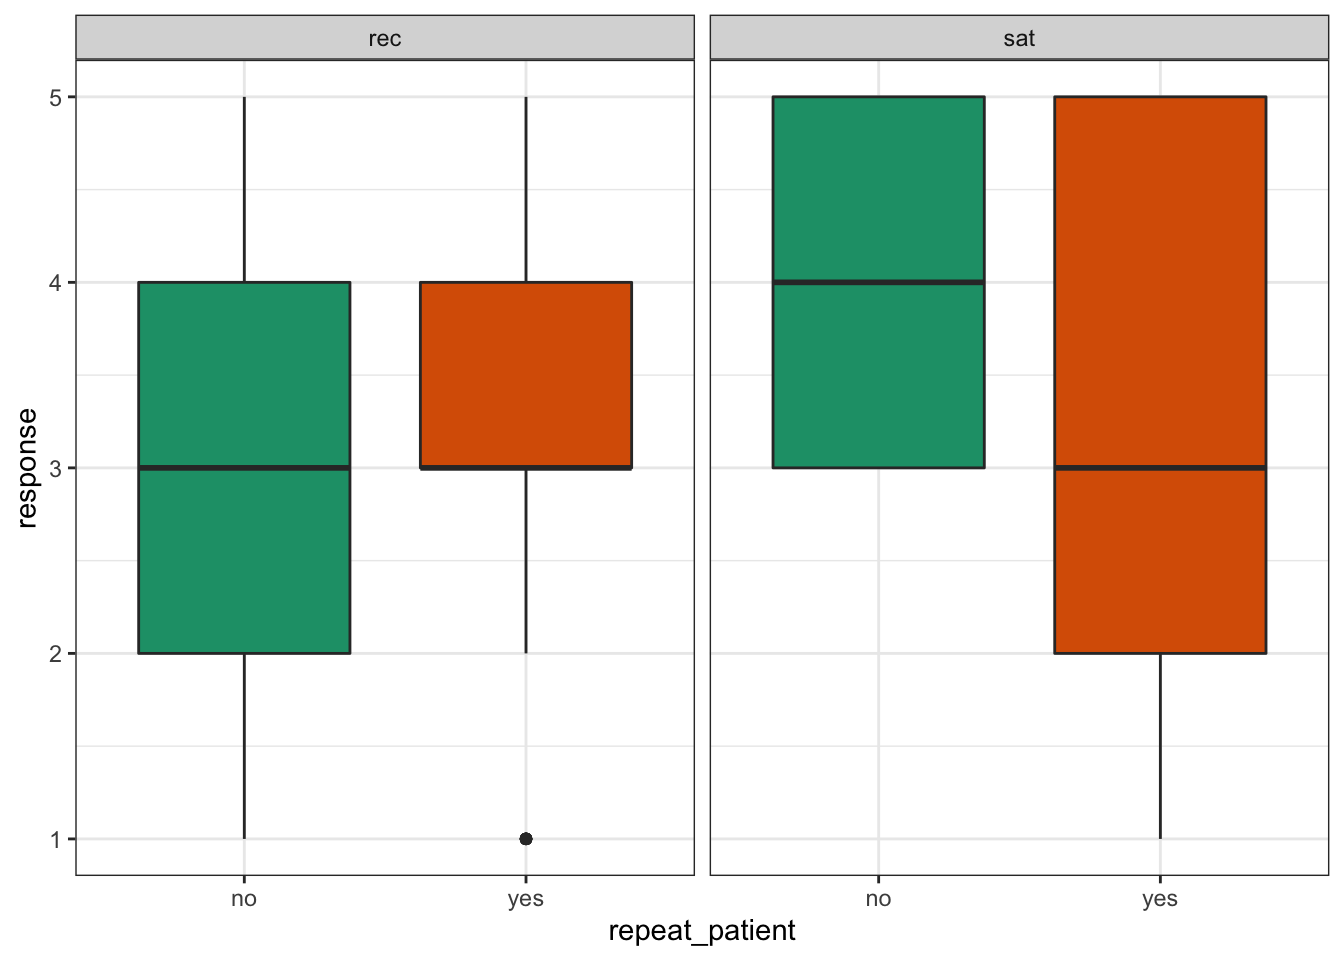 rec
sat
response
5
4
3
2
1
no
yes
no
yes
repeat_patient